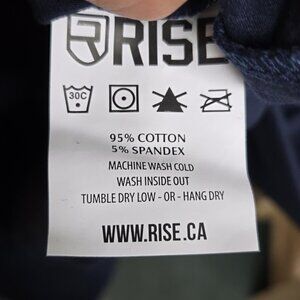 RISE
30C
95% COTTON
5% SPANDEX
MACHINE WASH COLD
WASH INSIDE OUT
TUMBLE DRY LOW - OR - HANG DRY
WWW.RISE.CA